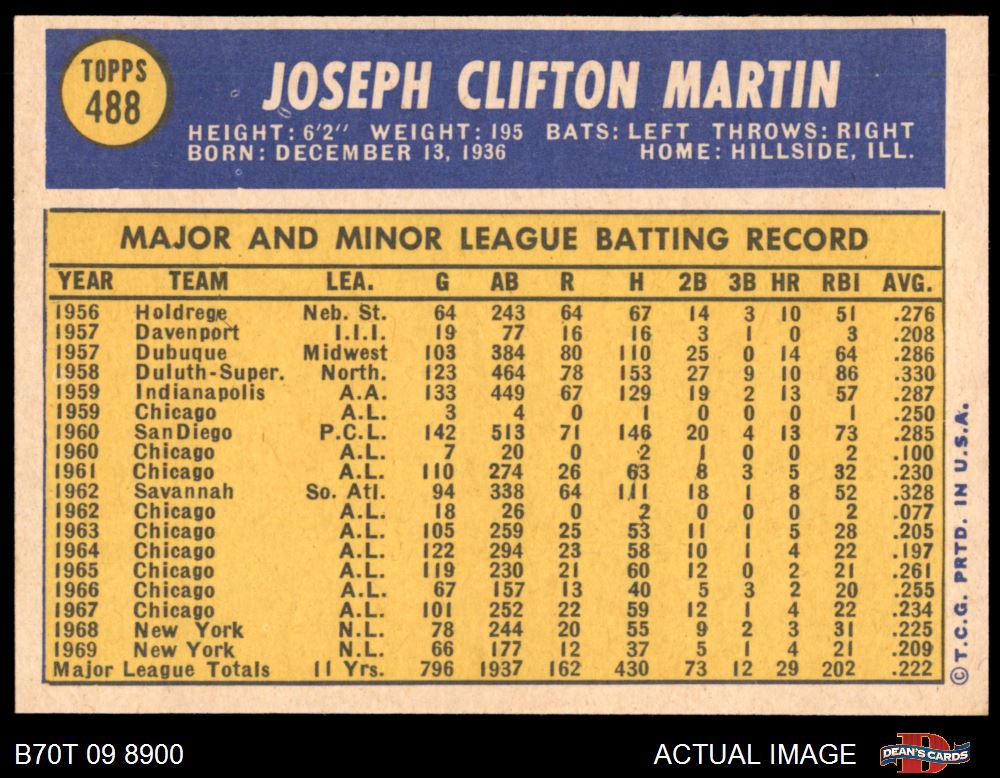 TOPPS
488
JOSEPH CLIFTON MARTIN
HEIGHT: 6'2" WEIGHT: 195 BATS: LEFT THROWS: RIGHT
BORN: DECEMBER 13, 1936 HOME: HILLSIDE, ILL.
MAJOR AND MINOR LEAGUE BATTING RECORD
YEAR TEAM LEA. G AB R H 2B 3B HR RBI AVG.
1956 Holdrege Neb. St. 64 243 64 67 14 3 10 51 .276
1957 Davenport I.I.I. 19 77 16 16 3 1 0 3 .208
1957 Dubuque Midwest 103 384 80 110 25 0 14 64 .286
1958 Duluth-Super. North. 123 464 78 153 27 9 10 86 .330
1959 Indianapolis A.A. 133 449 67 129 19 2 13 57 .287
1959 Chicago A.L. 3 4 0 1 0 0 0 1 .250
1960 San Diego P.C.L. 142 513 71 146 20 4 13 73 .285
1960 Chicago A.L. 7 20 0 2 1 0 0 2 .100
1961 Chicago A.L. 110 274 26 63 8 3 5 32 .230
1962 Savannah So. Atl. 94 338 64 111 18 1 8 52 .328
1962 Chicago A.L. 18 26 0 2 0 0 0 2 .077
1963 Chicago A.L. 105 259 25 53 11 1 5 28 .205
1964 Chicago A.L. 122 294 23 58 10 1 4 22 .197
1965 Chicago A.L. 119 230 21 60 12 0 2 21 .261
1966 Chicago A.L. 67 157 13 40 5 3 2 20 .255
1967 Chicago A.L. 101 252 22 59 12 1 4 22 .234
1968 New York N.L. 78 244 20 55 9 2 3 31 .225
1969 New York N.L. 66 177 12 37 5 1 4 21 .209
Major League Totals 11 Yrs. 796 1937 162 430 73 12 29 202 .222
© T.C.G. PRTD. IN U.S.A.
B70T 09 8900
ACTUAL IMAGE
DEAN'S CARDS